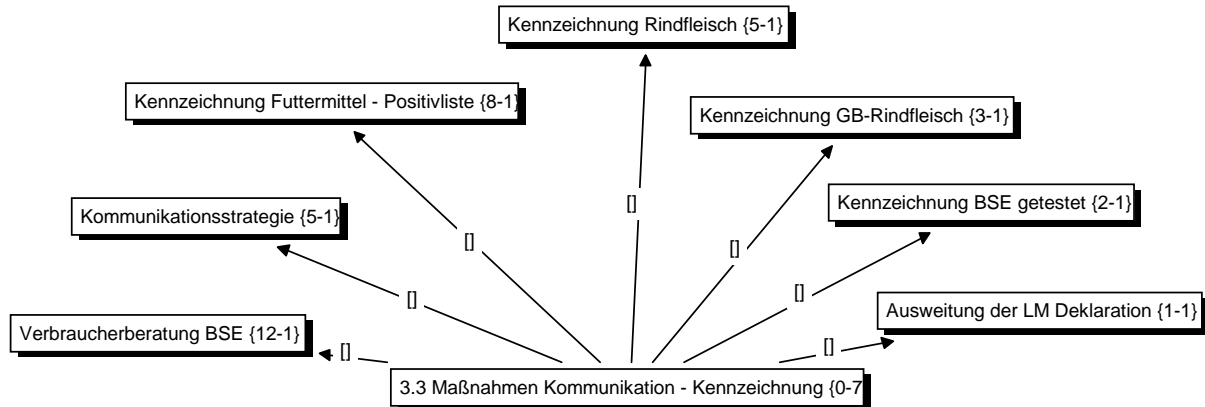 Kennzeichnung Rindfleisch {5-1}
Kennzeichnung Futtermittel - Positivliste {8-1}
Kennzeichnung GB-Rindfleisch {3-1}
[]
Kommunikationsstrategie {5-1}
Kennzeichnung BSE getestet {2-1}
[]
[]
[]
[]
Ausweitung der LM Deklaration {1-1}
Verbraucherberatung BSE {12-1}
[]
[]
3.3 Maßnahmen Kommunikation - Kennzeichnung {0-7